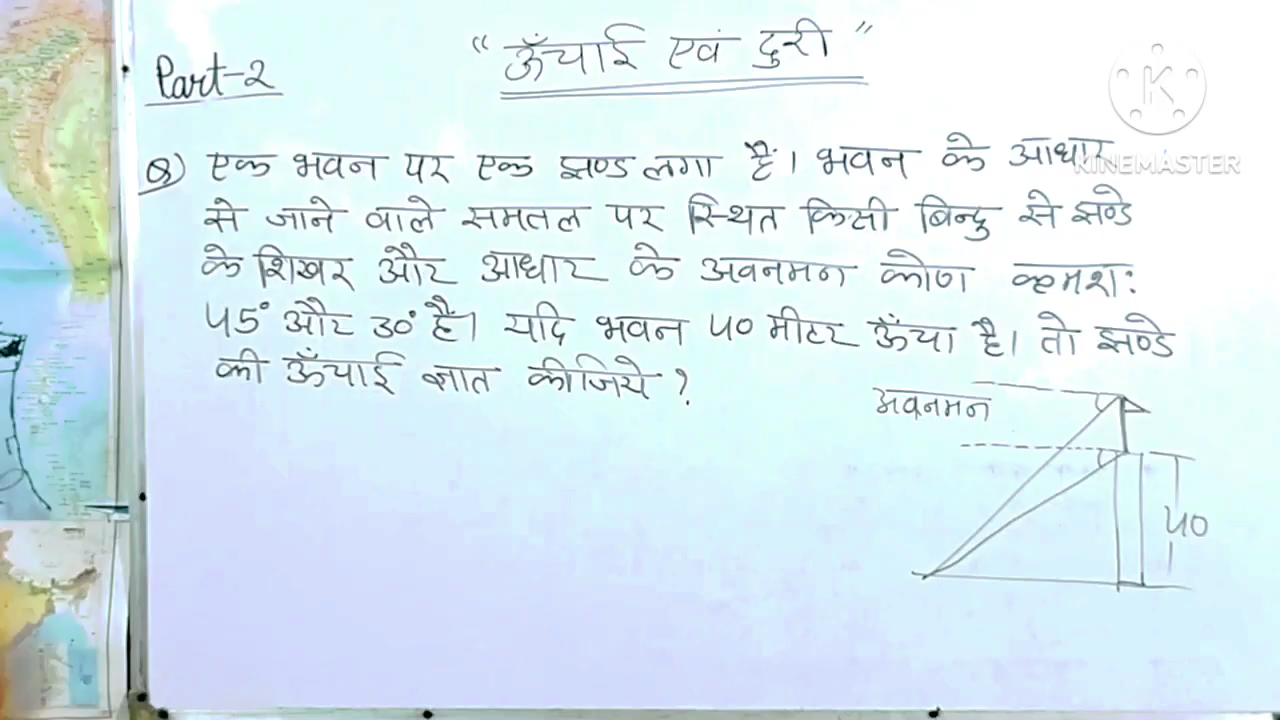 "ऊँचाई एवं दुरी"
Part-2
KINEMASTER
Q) एक भवन पर एक झण्ड लगा है। भवन के आधार
से जाने वाले समतल पर स्थित किसी बिन्दु से झण्डे
के शिखर और आधार के अवनमन कोण क्रमश:
45° और 30° है। यदि भवन 40 मीटर ऊँचा है। तो झण्डे
की ऊँचाई ज्ञात कीजिये ?
अवनमन
40